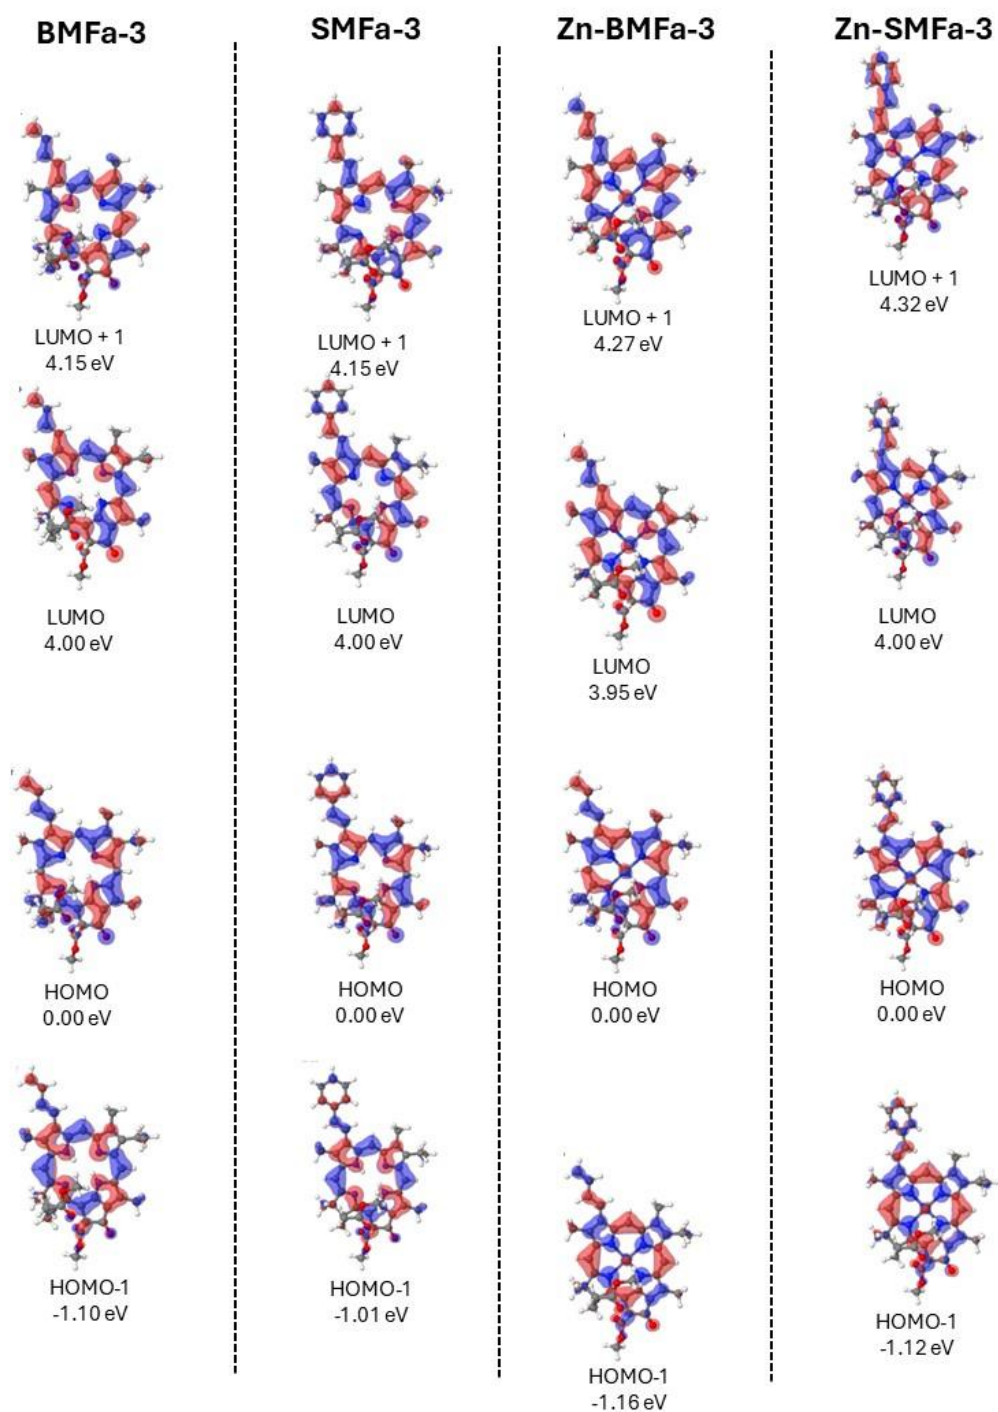 BMFa-3 SMFa-3 Zn-BMFa-3 Zn-SMFa-3
LUMO + 1
4.15 eV
LUMO + 1
4.15 eV
LUMO + 1
4.27 eV
LUMO + 1
4.32 eV
LUMO
4.00 eV
LUMO
4.00 eV
LUMO
3.95 eV
LUMO
4.00 eV
HOMO
0.00 eV
HOMO
0.00 eV
HOMO
0.00 eV
HOMO
0.00 eV
HOMO-1
-1.10 eV
HOMO-1
-1.01 eV
HOMO-1
-1.16 eV
HOMO-1
-1.12 eV